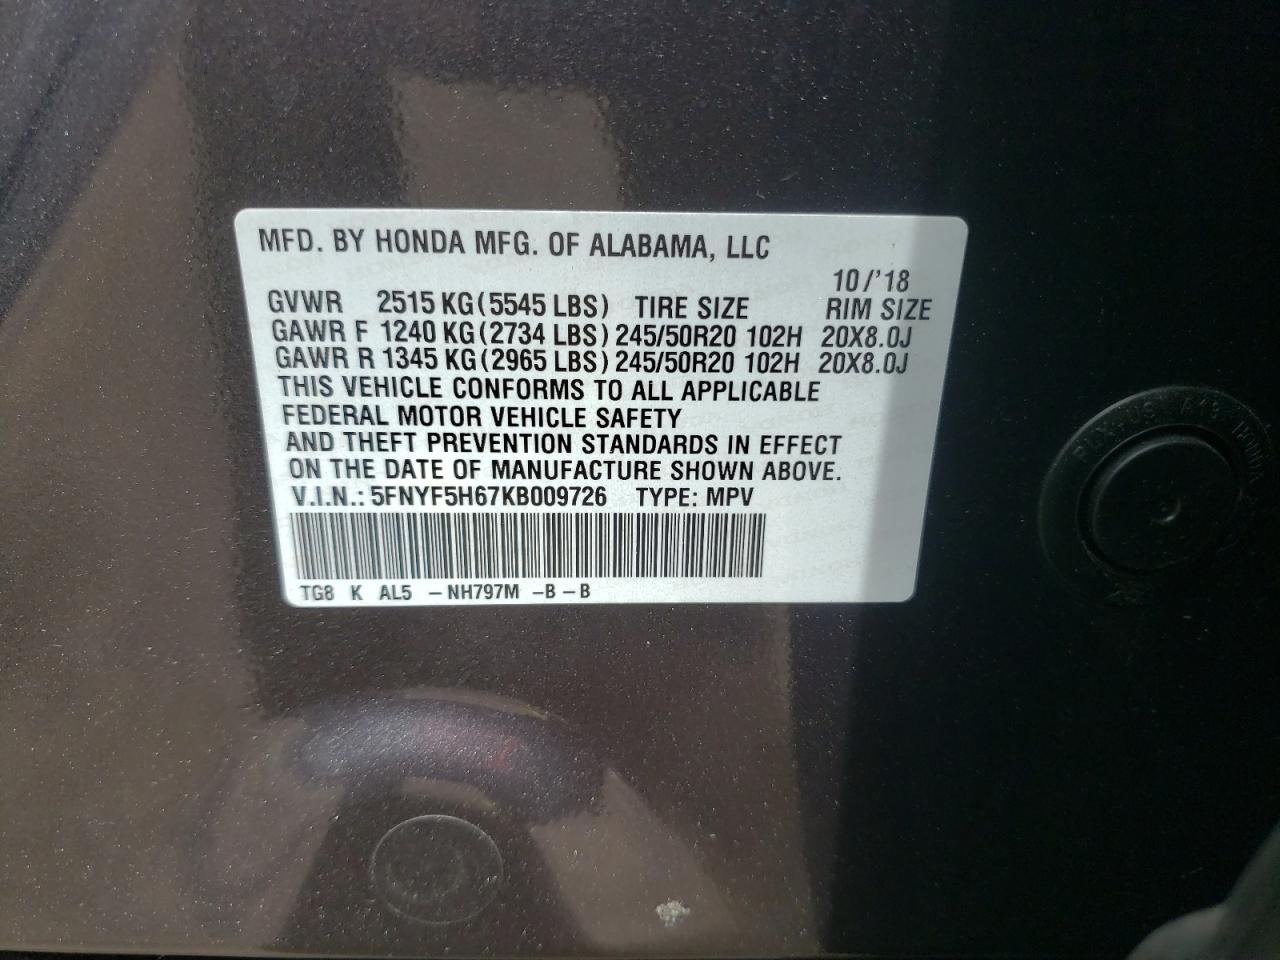 MFD. BY HONDA MFG. OF ALABAMA, LLC
10/'18
GVWR 2515 KG (5545 LBS) TIRE SIZE RIM SIZE
GAWR F 1240 KG (2734 LBS) 245/50R20 102H 20X8.0J
GAWR R 1345 KG (2965 LBS) 245/50R20 102H 20X8.0J
THIS VEHICLE CONFORMS TO ALL APPLICABLE
FEDERAL MOTOR VEHICLE SAFETY
AND THEFT PREVENTION STANDARDS IN EFFECT
ON THE DATE OF MANUFACTURE SHOWN ABOVE.
V.I.N.: 5FNYF5H67KB009726 TYPE: MPV
TG8 K AL5 -NH797M -B-B